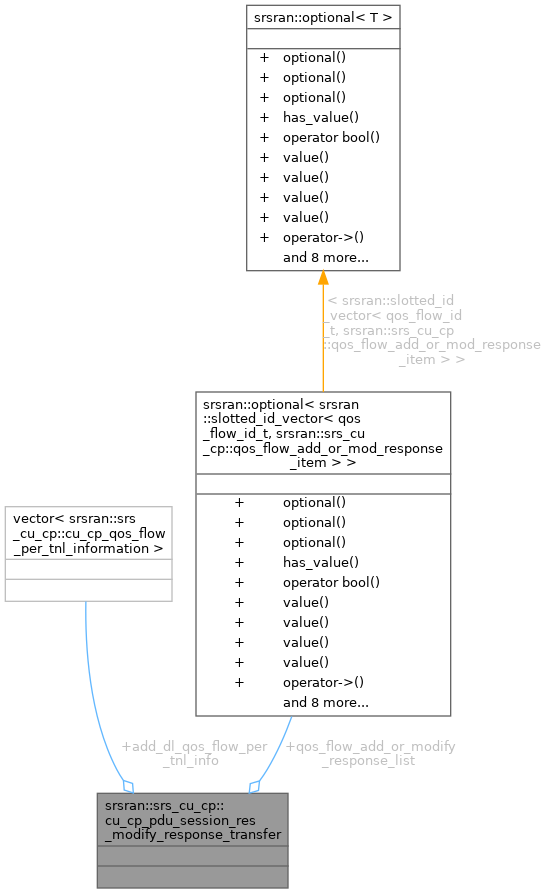 srsran::optional< T >
+ optional()
+ optional()
+ optional()
+ has_value()
+ operator bool()
+ value()
+ value()
+ value()
+ value()
+ operator->()
and 8 more...
< srsran::slotted_id
_vector< qos_flow_id
_t, srsran::srs_cu_cp
::qos_flow_add_or_mod_response
_item > >
srsran::optional< srsran
::slotted_id_vector< qos
_flow_id_t, srsran::srs_cu
_cp::qos_flow_add_or_mod_response
_item > >
+ optional()
+ optional()
+ optional()
+ has_value()
+ operator bool()
+ value()
+ value()
+ value()
+ value()
+ operator->()
and 8 more...
vector< srsran::srs
_cu_cp::cu_cp_qos_flow
_per_tnl_information >
+add_dl_qos_flow_per
_tnl_info
+qos_flow_add_or_modify
_response_list
srsran::srs_cu_cp::
cu_cp_pdu_session_res
_modify_response_transfer